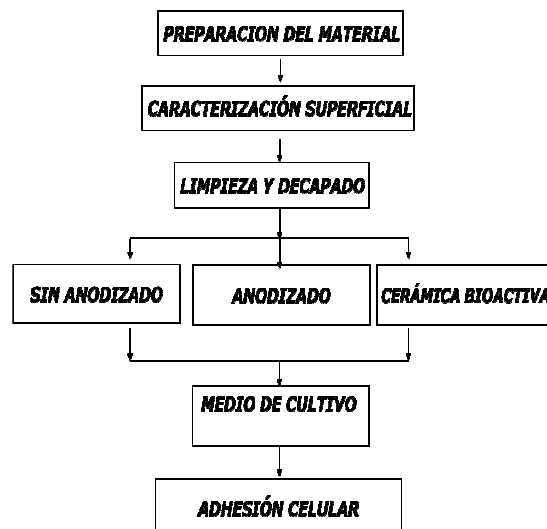 PREPARACION DEL MATERIAL
CARACTERIZACIÓN SUPERFICIAL
LIMPIEZA Y DECAPADO
SIN ANODIZADO
ANODIZADO
CERÁMICA BIOACTIVA
MEDIO DE CULTIVO
ADHESIÓN CELULAR